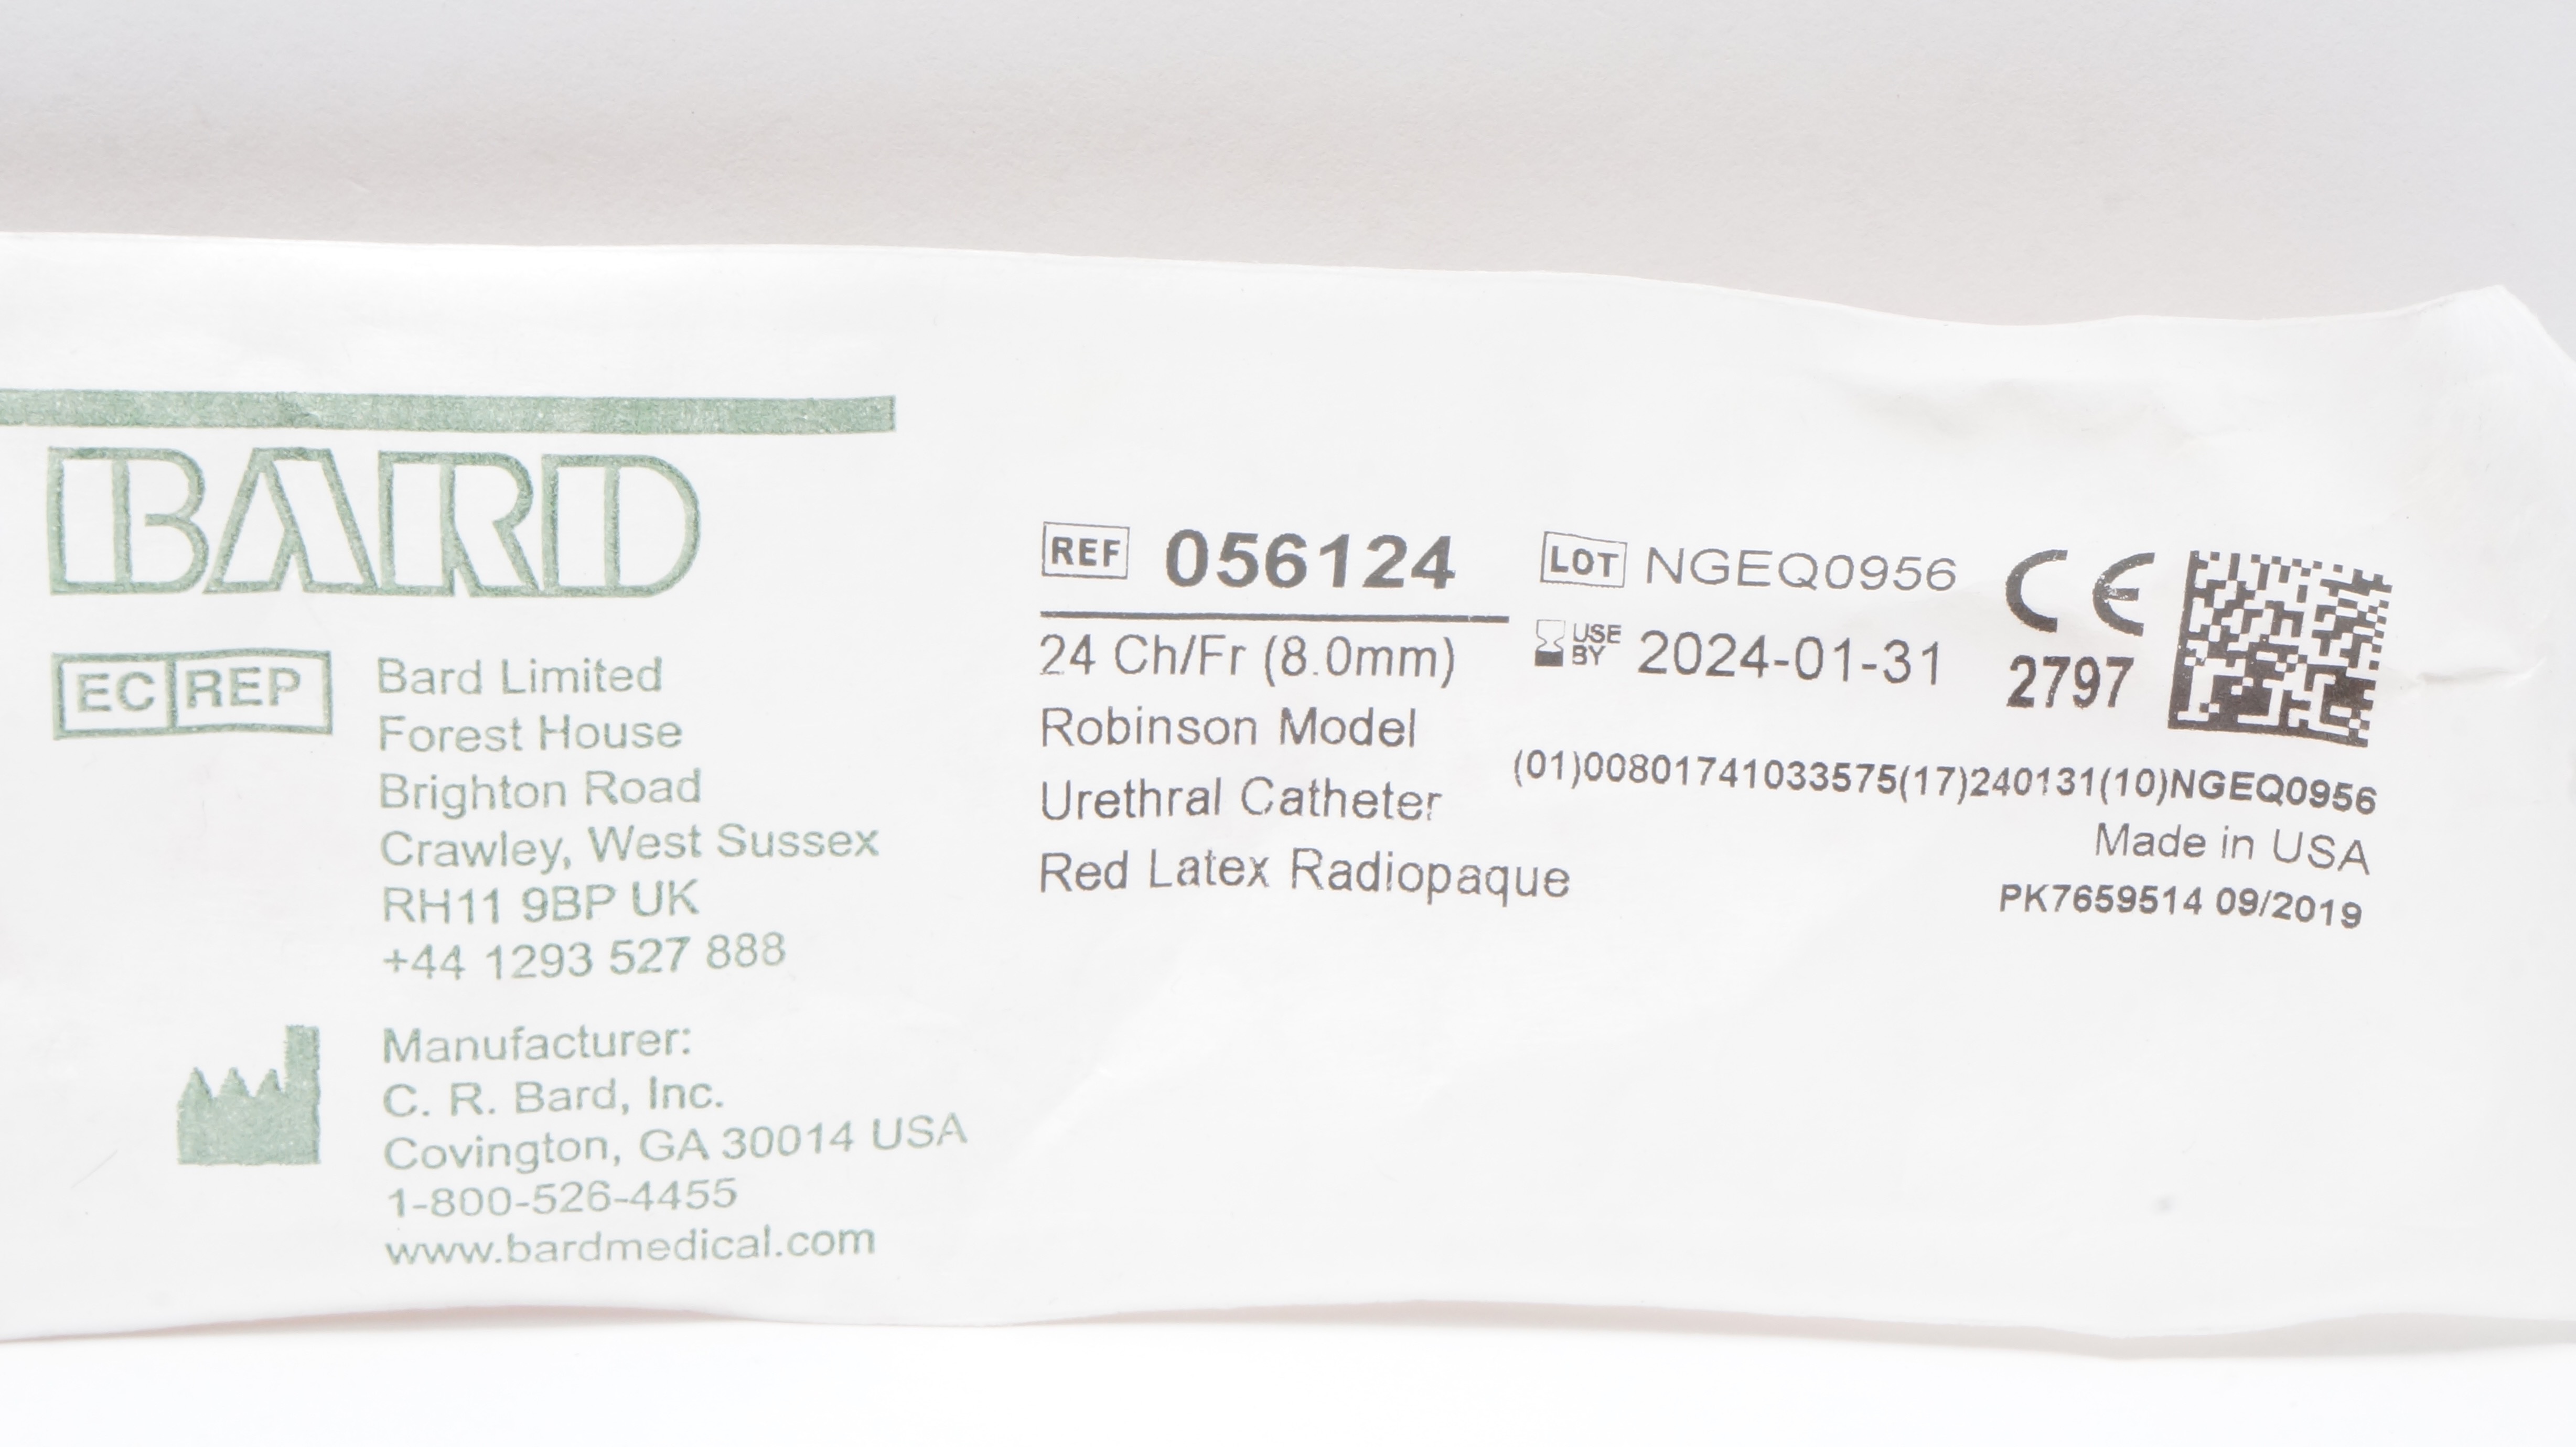 BARD
EC REP
Bard Limited
Forest House
Brighton Road
Crawley, West Sussex
RH11 9BP UK
+44 1293 527 888
Manufacturer:
C. R. Bard, Inc.
Covington, GA 30014 USA
1-800-526-4455
www.bardmedical.com
REF 056124
24 Ch/Fr (8.0mm)
Robinson Model
Urethral Catheter
Red Latex Radiopaque
LOT NGEQ0956
USE BY 2024-01-31
CE
2797
(01)00801741033575(17)240131(10)NGEQ0956
Made in USA
PK7659514 09/2019